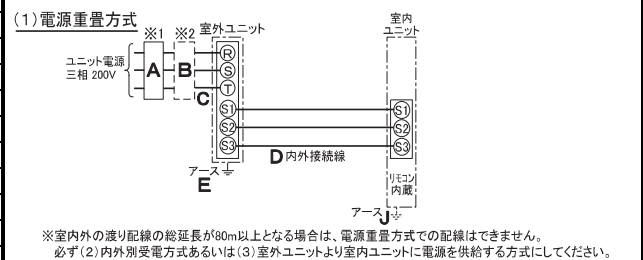 (1)電源重畳方式
※1 ※2 室外ユニット
室内
ユニット
ユニット電源
三相 200V
A
B
C
R
S
T
S1
S2
S3
S1
S2
S3
D 内外接続線
アース
E
リモコン
内蔵
アース J
※室内外の渡り配線の総延長が80m以上となる場合は、電源重畳方式での配線はできません。
必ず(2)内外別受電方式あるいは(3)室外ユニットより室内ユニットに電源を供給する方式にしてください。